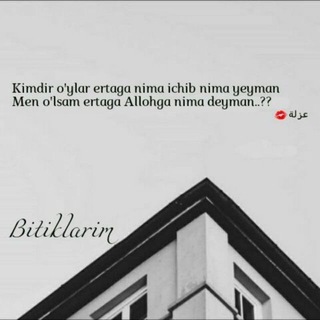 Kimdir o'ylar ertaga nima ichib nima yeyman
Men o'lsam ertaga Allohga nima deyman..??
💋 عزلة
Bitiklarim